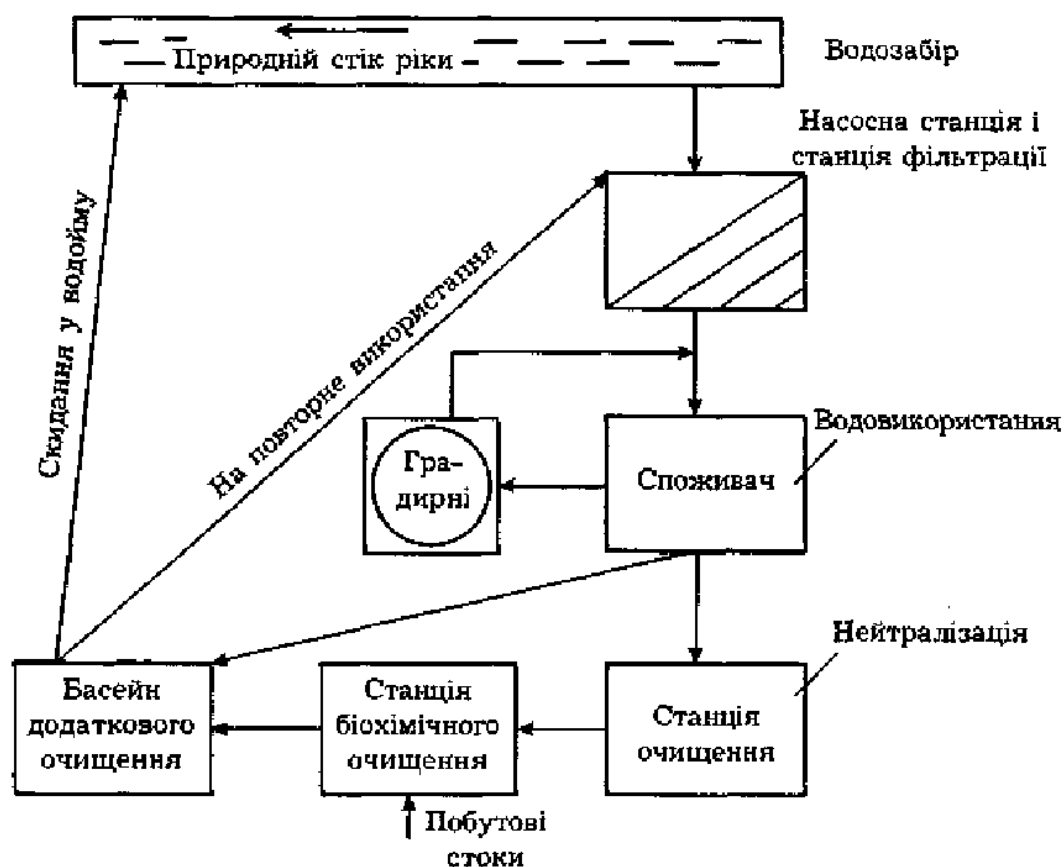 Природній стік ріки
Водозабір
Насосна станція і
станція фільтрації
Скидання у водойму
На повторне використання
Гра-
дирні
Споживач
Водовикористання
Нейтралізація
Басейн
додаткового
очищення
Станція
біохімічного
очищення
Станція
очищення
Побутові
стоки